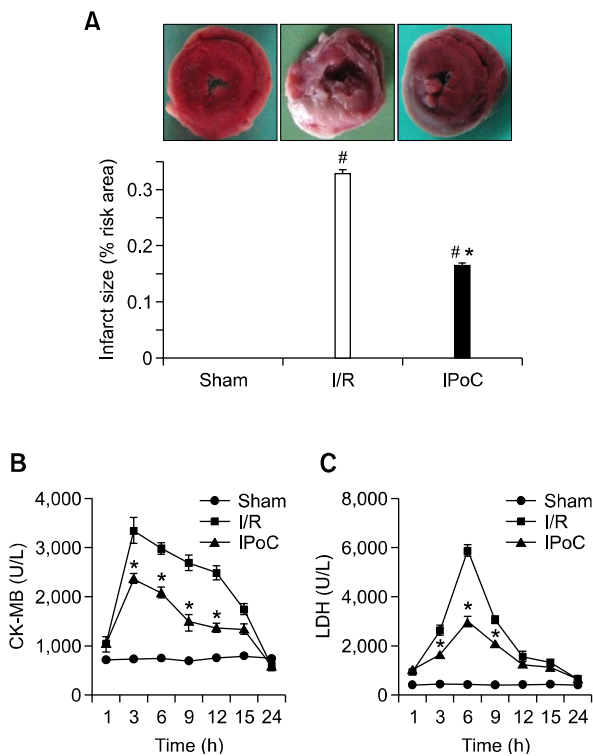 A
Infarct size (% risk area)
0.3
0.2
0.1
0
#
# *
Sham I/R IPoC
B
CK-MB (U/L)
4,000
3,000
2,000
1,000
0
Sham
I/R
IPoC
* * * *
1 3 6 9 12 15 24
Time (h)
C
LDH (U/L)
8,000
6,000
4,000
2,000
0
Sham
I/R
IPoC
* * *
1 3 6 9 12 15 24
Time (h)